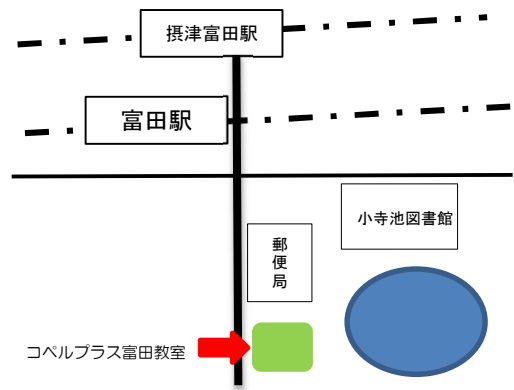 摂津富田駅
富田駅
小寺池図書館
郵便局
コペルプラス富田教室